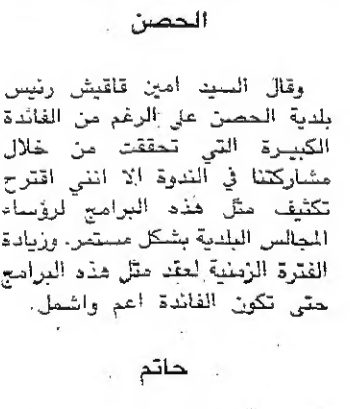 الحصن
وقال السيد امين قاقيش رئيس
بلدية الحصن على الرغم من الفائدة
الكبيرة التي تحققت من خلال
مشاركتنا في الندوة الا انني اقترح
تكثيف مثل هذه البرامج لرؤساء
المجالس البلدية بشكل مستمر. وزيادة
الفترة الزمنية لعقد مثل هذه البرامج
حتى تكون الفائدة اعم واشمل.
حاتم